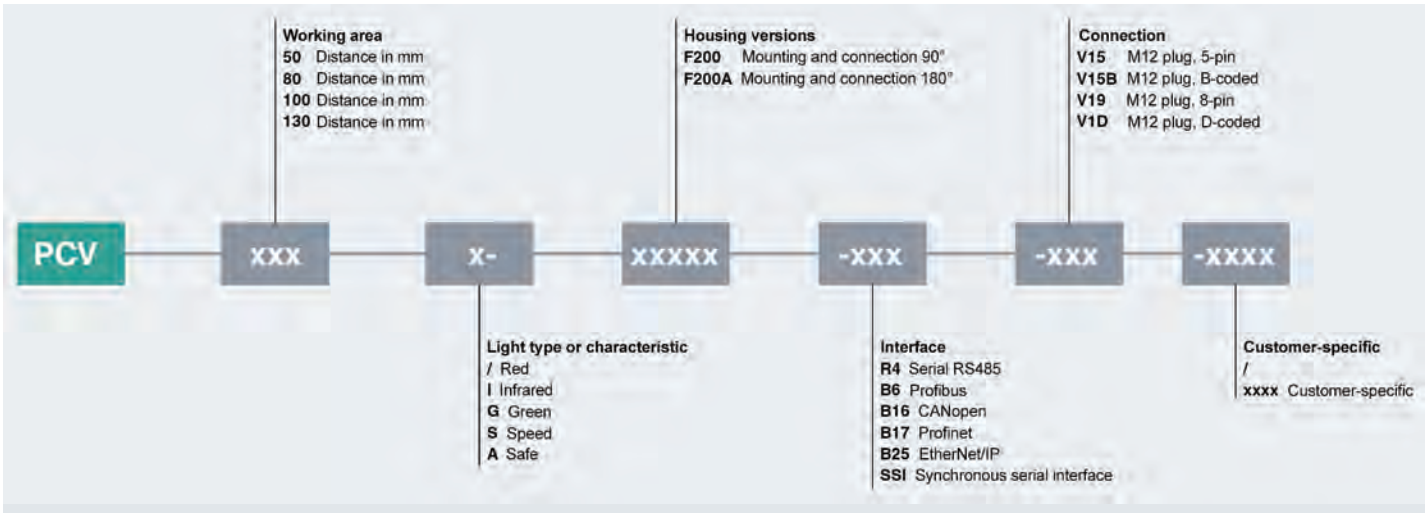 Working area
50 Distance in mm
80 Distance in mm
100 Distance in mm
130 Distance in mm
Housing versions
F200 Mounting and connection 90°
F200A Mounting and connection 180°
Connection
V15 M12 plug, 5-pin
V15B M12 plug, B-coded
V19 M12 plug, 8-pin
V1D M12 plug, D-coded
PCV
xxx
x-
xxxxx
-xxx
-xxx
-xxxx
Light type or characteristic
/ Red
I Infrared
G Green
S Speed
A Safe
Interface
R4 Serial RS485
B6 Profibus
B16 CANopen
B17 Profinet
B25 EtherNet/IP
SSI Synchronous serial interface
Customer-specific
/
xxxx Customer-specific